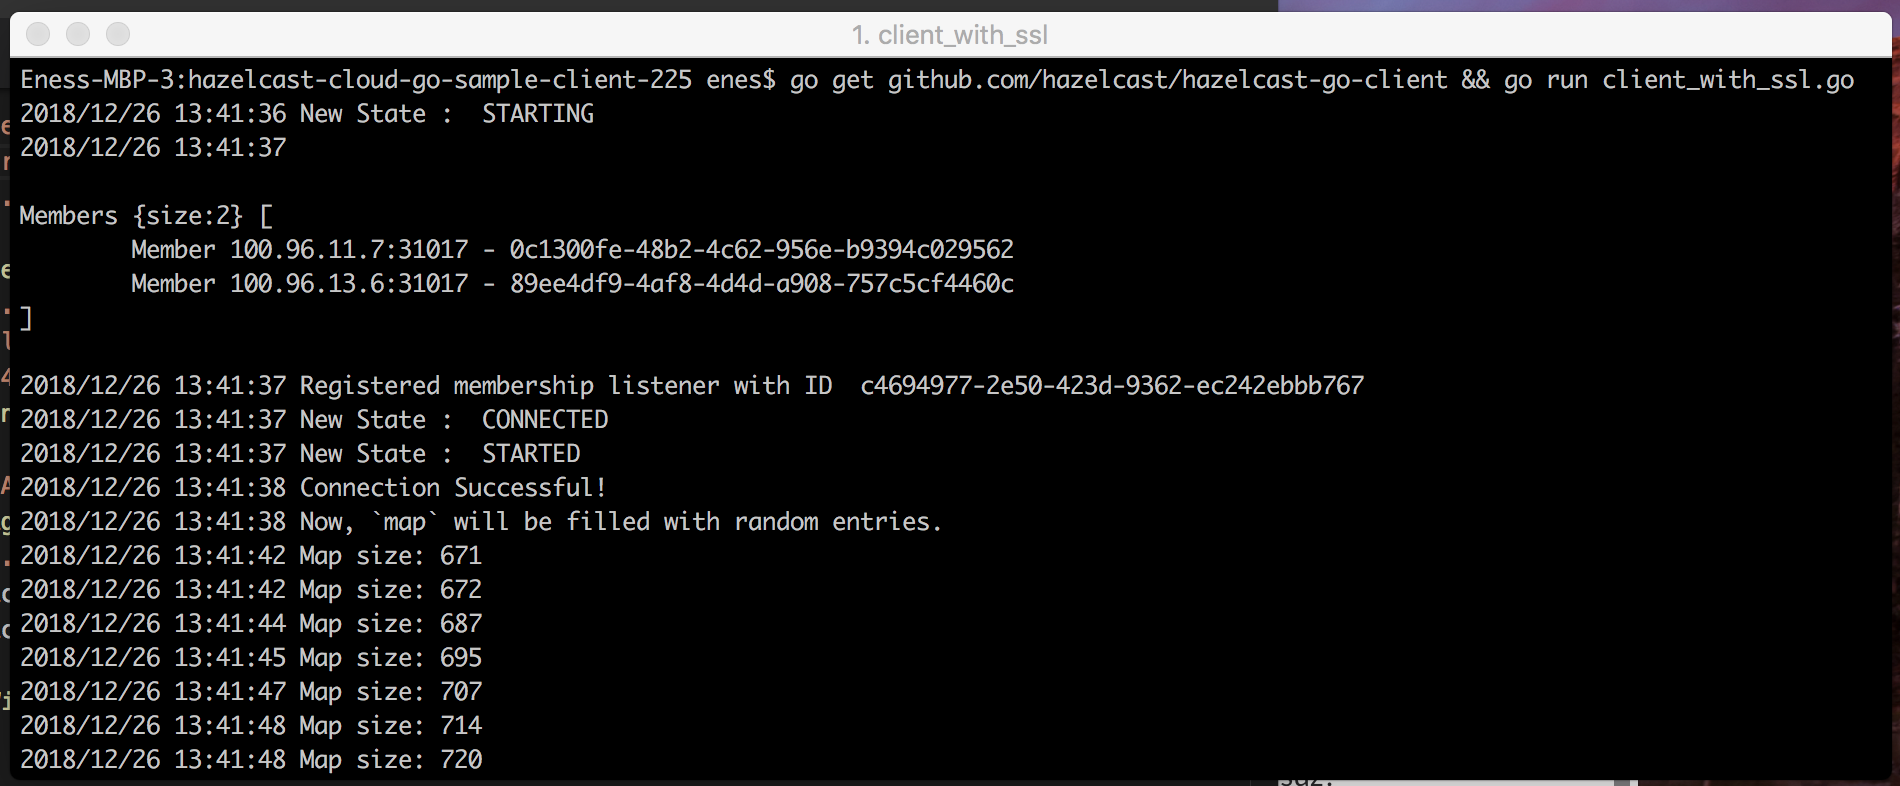 1. client_with_ssl
Eness-MBP-3:hazelcast-cloud-go-sample-client-225 enes$ go get github.com/hazelcast/hazelcast-go-client && go run client_with_ssl.go
2018/12/26 13:41:36 New State :  STARTING
2018/12/26 13:41:37
Members {size:2} [
        Member 100.96.11.7:31017 - 0c1300fe-48b2-4c62-956e-b9394c029562
        Member 100.96.13.6:31017 - 89ee4df9-4af8-4d4d-a908-757c5cf4460c
]
2018/12/26 13:41:37 Registered membership listener with ID  c4694977-2e50-423d-9362-ec242ebbb767
2018/12/26 13:41:37 New State :  CONNECTED
2018/12/26 13:41:37 New State :  STARTED
2018/12/26 13:41:38 Connection Successful!
2018/12/26 13:41:38 Now, `map` will be filled with random entries.
2018/12/26 13:41:42 Map size: 671
2018/12/26 13:41:42 Map size: 672
2018/12/26 13:41:44 Map size: 687
2018/12/26 13:41:45 Map size: 695
2018/12/26 13:41:47 Map size: 707
2018/12/26 13:41:48 Map size: 714
2018/12/26 13:41:48 Map size: 720